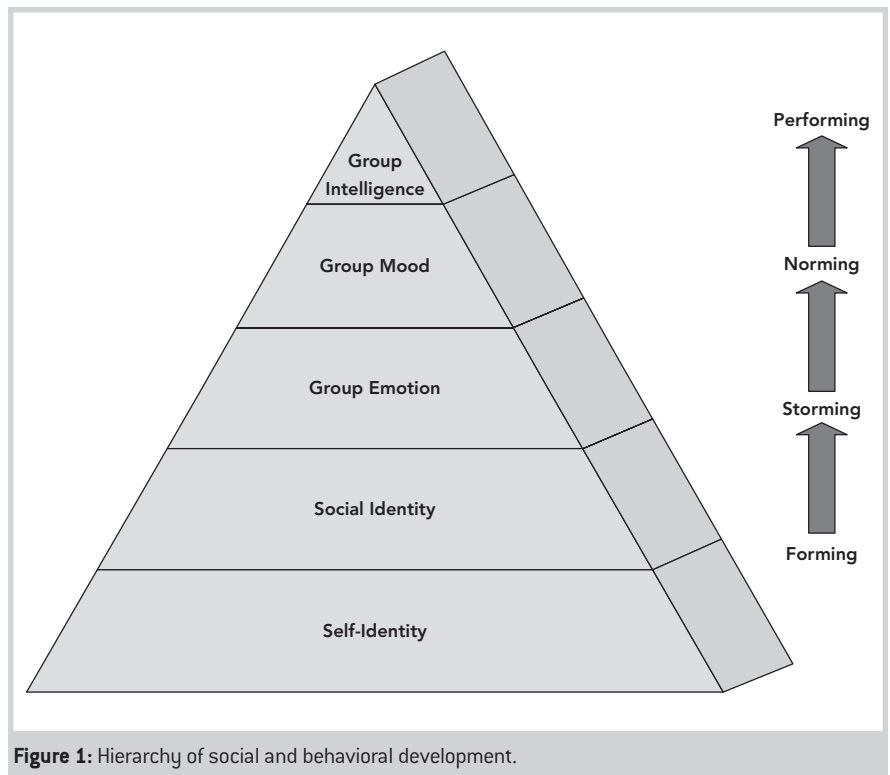 Group
Intelligence
Group Mood
Group Emotion
Social Identity
Self-Identity
Performing
Norming
Storming
Forming
Figure 1: Hierarchy of social and behavioral development.